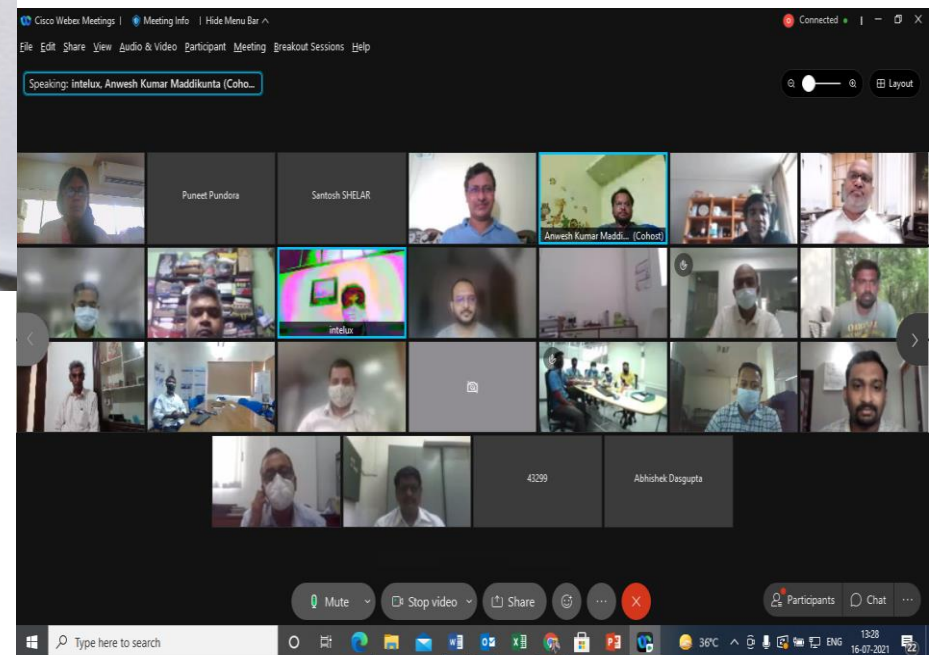 Cisco Webex Meetings | Meeting Info | Hide Menu Bar
Connected
File Edit Share View Audio & Video Participant Meeting Breakout Sessions Help
Speaking: intelux, Anwesh Kumar Maddikunta (Coho...
Layout
Puneet Pundora
Santosh SHELAR
Anwesh Kumar Maddi... (Cohost)
intelux
43299
Abhishek Dasgupta
Mute
Stop video
Share
Participants
Chat
Type here to search
36°C
ENG
13:28
16-07-2021
22